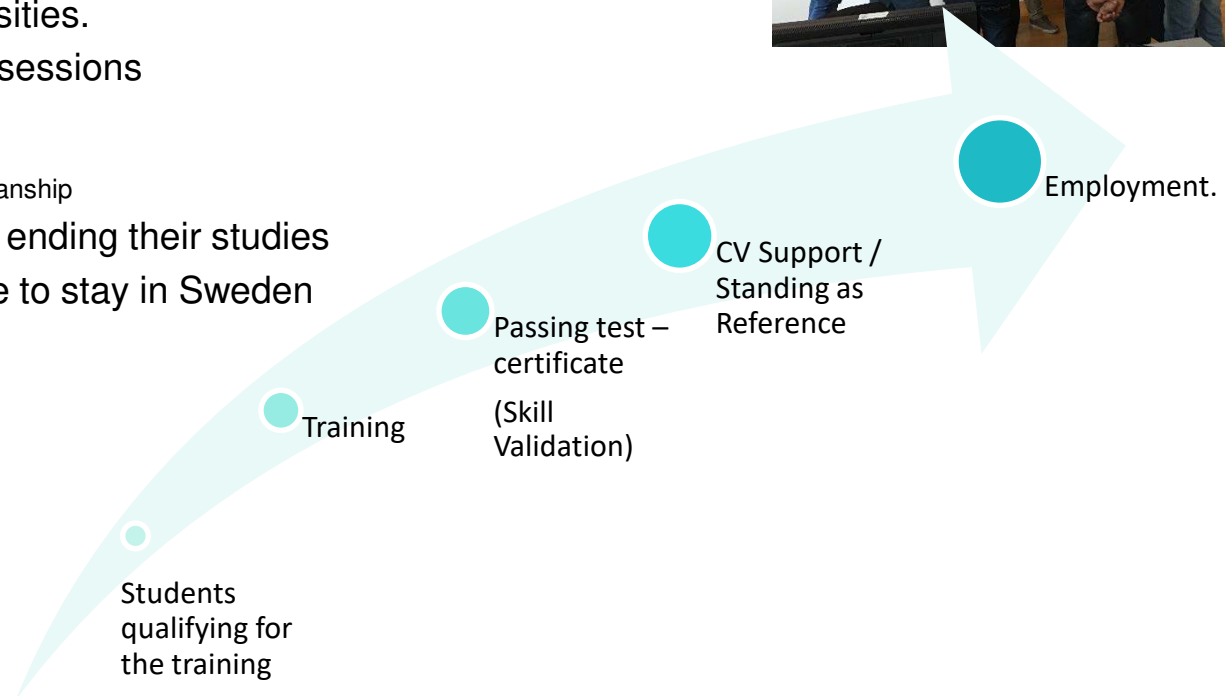 sities.
sessions
anship
ending their studies
e to stay in Sweden
Employment.
CV Support /
Standing as
Reference
Passing test –
certificate
(Skill
Validation)
Training
Students
qualifying for
the training